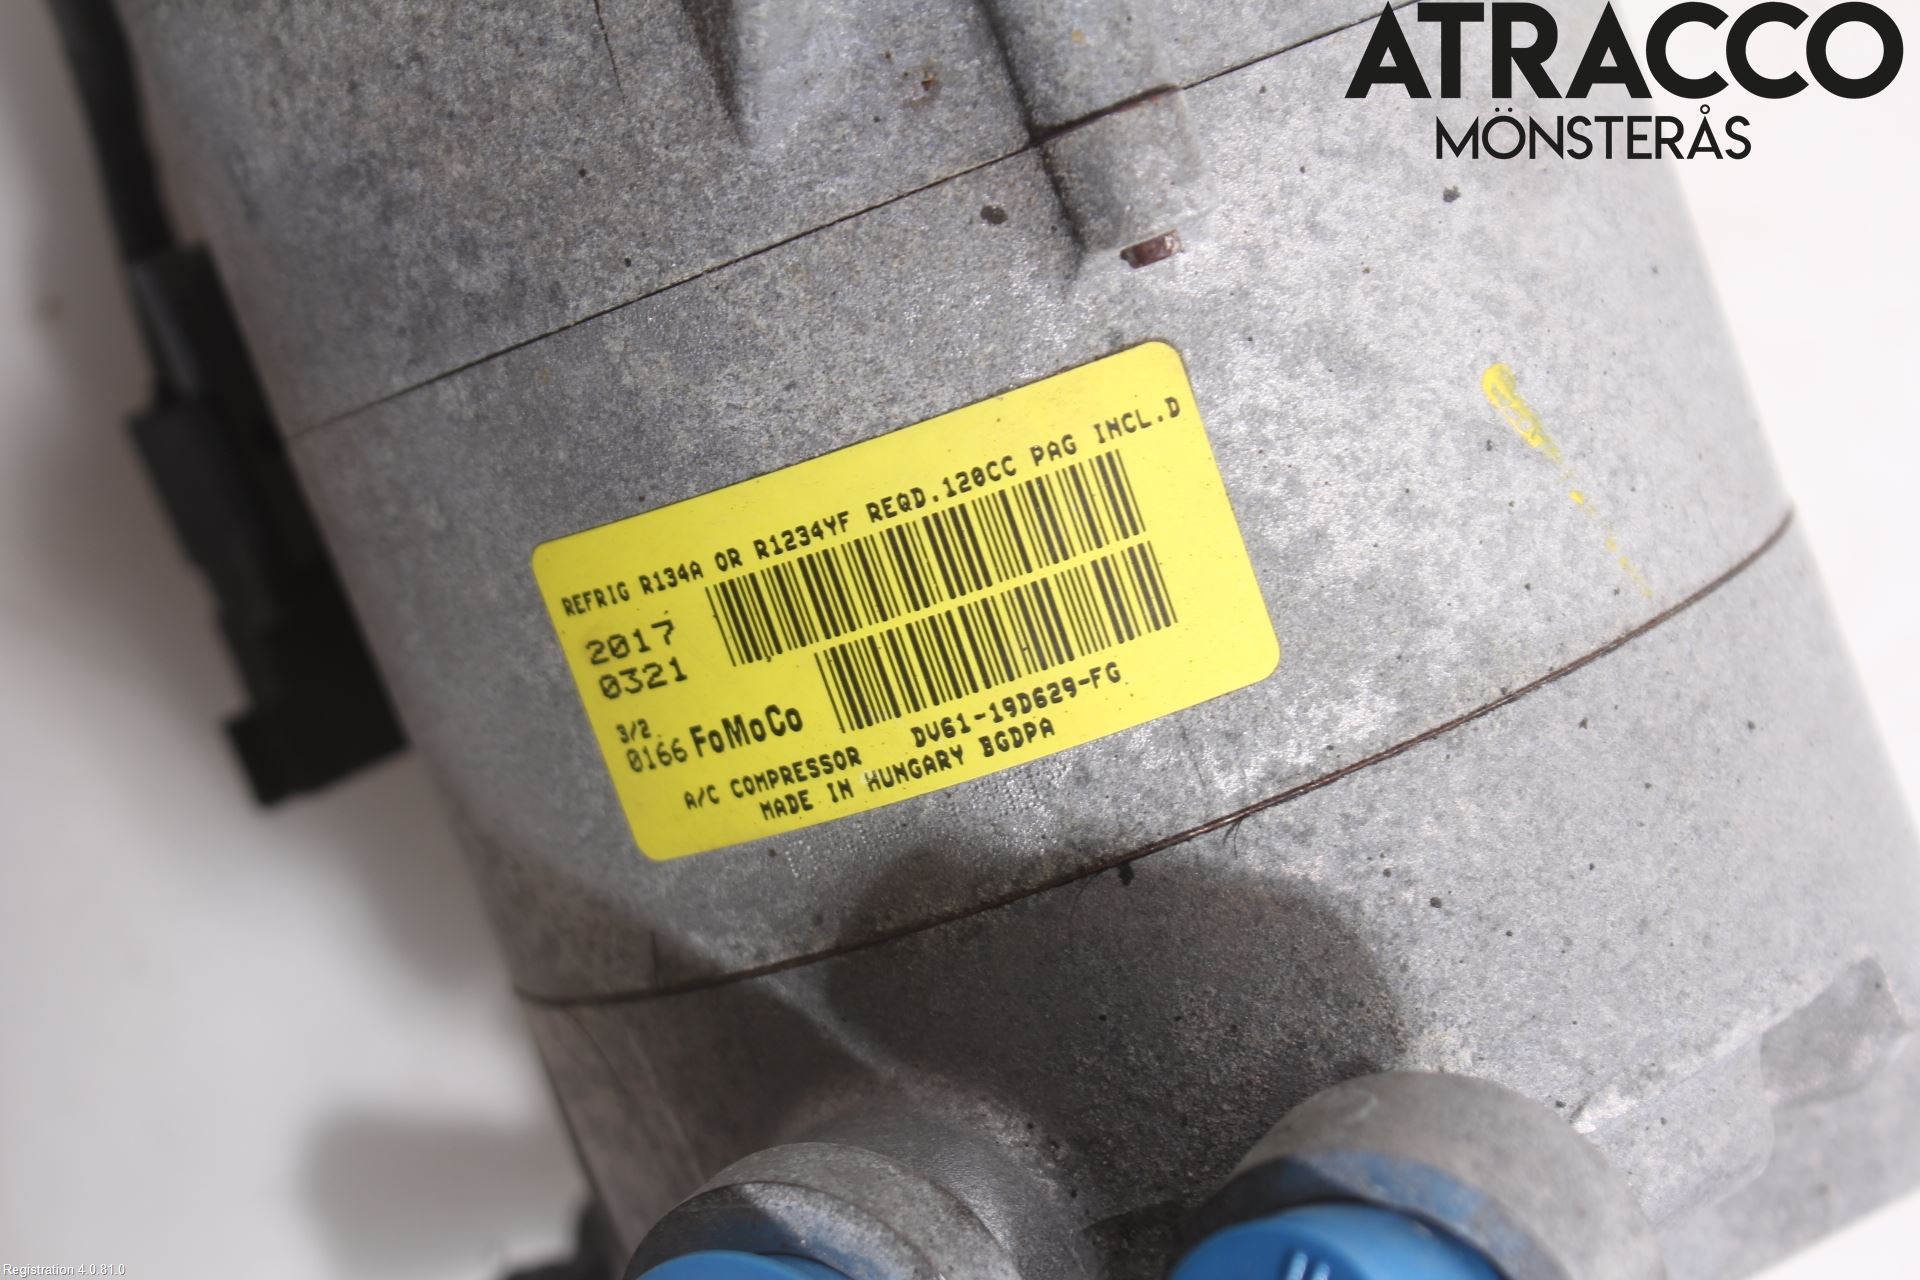 ATRACCO
MÖNSTERÅS
REFRIG R134A OR R1234YF REQD.120CC PAG INCL.D
2017
0321
3/2
0166 FoMoCo
A/C COMPRESSOR DV61-19D629-FG
MADE IN HUNGARY BGDPA
Registration 4.0.81.0